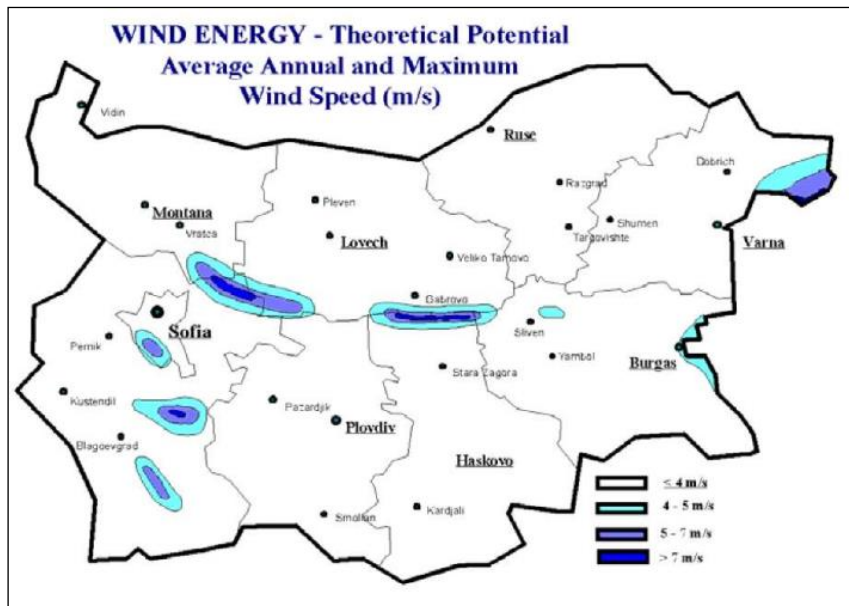 WIND ENERGY - Theoretical Potential
Average Annual and Maximum
Wind Speed (m/s)
Vidin
Ruse
Dobrich
Razgrad
Montana
Pleven
Vratca
Lovech
Shumen
Targovishte
Varna
Veliko Tarnovo
Gabrovo
Sofia
Sliven
Pernik
Yambol
Burgas
Stara Zagora
Kustendil
Pazardjik
Plovdiv
Blagoevgrad
Haskovo
Smolian
Kardjali
≤ 4 m/s
4 - 5 m/s
5 - 7 m/s
> 7 m/s